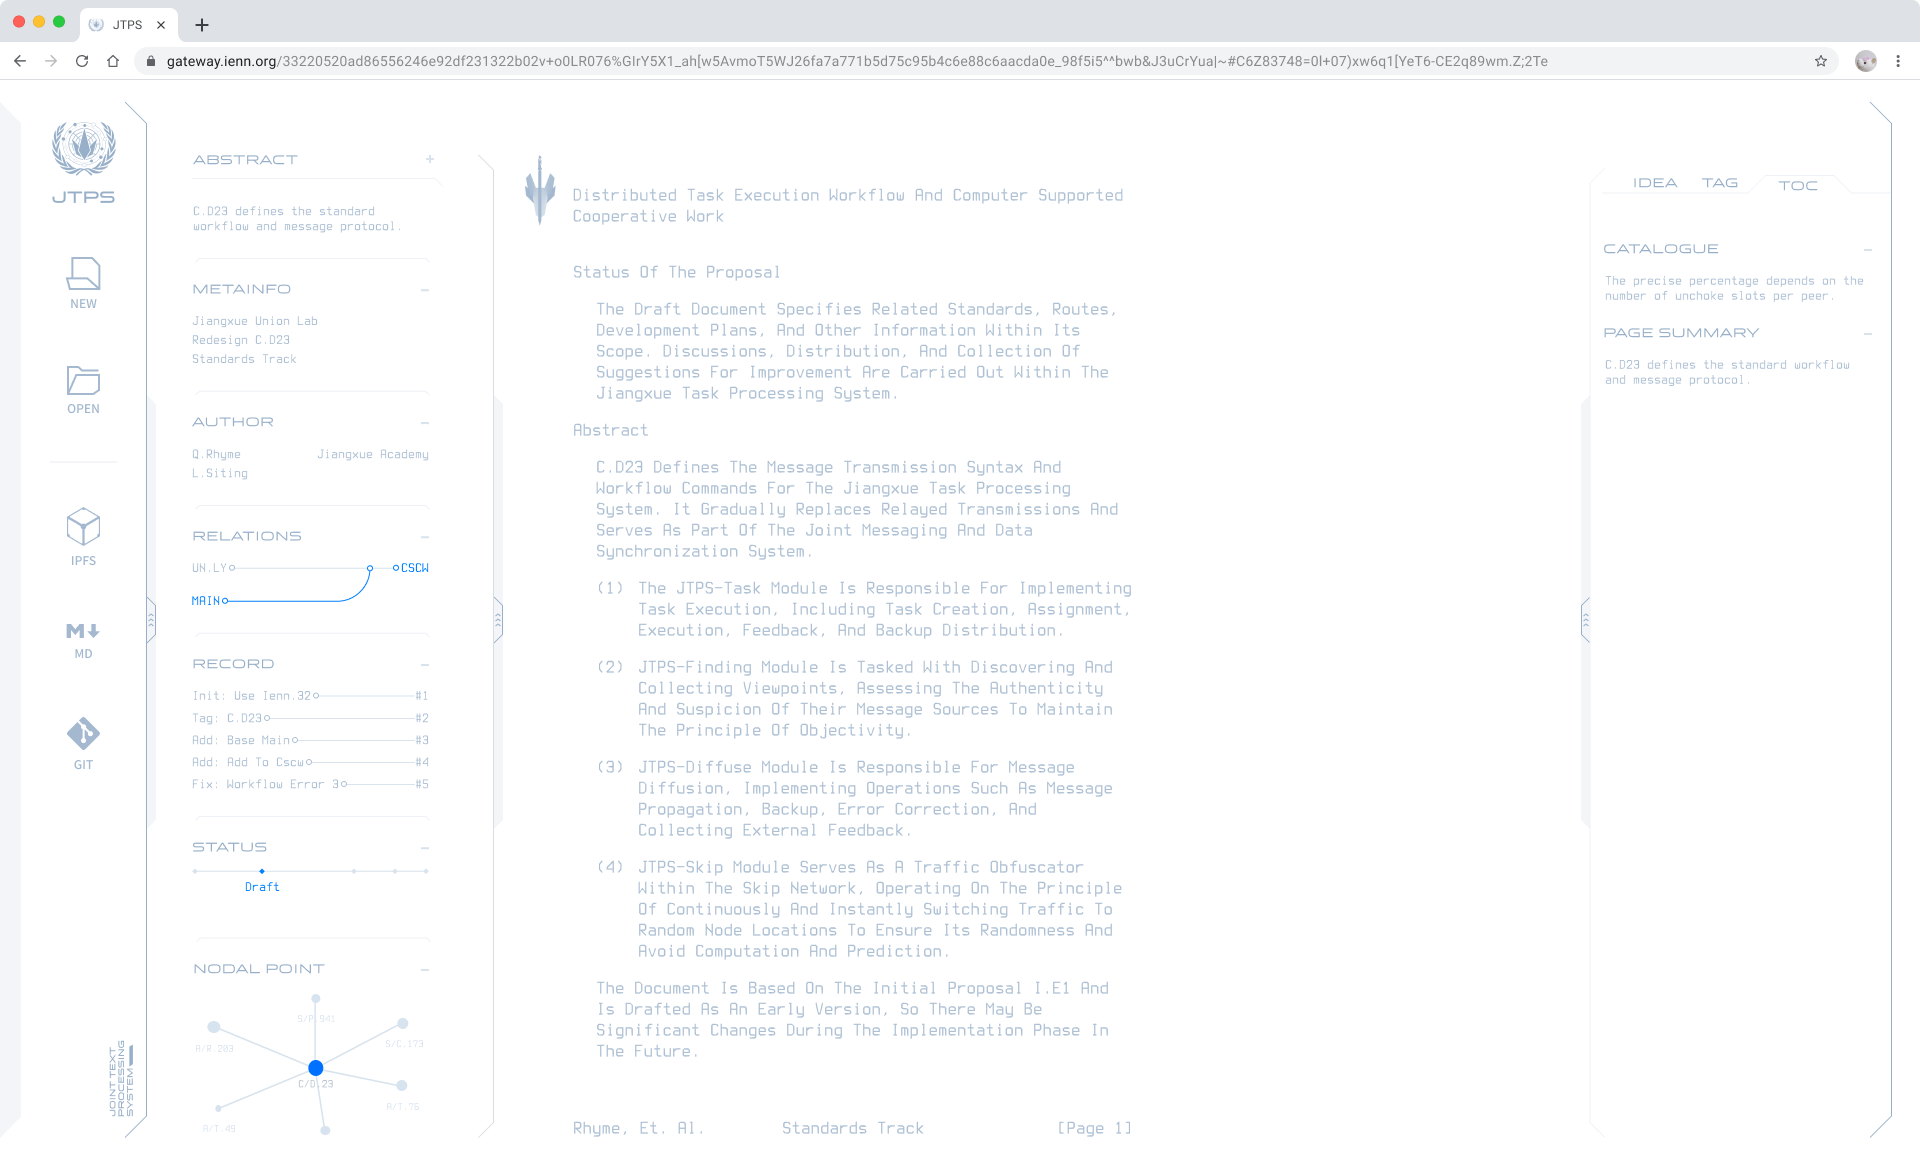 JTPS
gateway.ienn.org/33220520ad86556246e92df231322b02v+o0LR076%GIrY5X1_ah[w5AvmoT5WJ26fa7a771b5d75c95b4c6e88c6aacda0e_98f5i5^^bwb&J3uCrYua|~#C6Z83748=0l+07)xw6q1[YeT6-CE2q89wm.Z;2Te
JTPS
NEW
OPEN
IPFS
MD
GIT
JOINT TEXT
PROCESSING
SYSTEM
ABSTRACT
C.D23 defines the standard
workflow and message protocol.
METAINFO
Jiangxue Union Lab
Redesign C.D23
Standards Track
AUTHOR
Q.Rhyme Jiangxue Academy
L.Siting
RELATIONS
UN.LY CSCW
MAIN
RECORD
Init: Use Ienn.32 #1
Tag: C.D23 #2
Add: Base Main #3
Add: Add To Cscw #4
Fix: Workflow Error 3 #5
STATUS
Draft
NODAL POINT
S/P.941
A/R 203
S/C.173
C/D.23
A/T.76
A/T.49
Distributed Task Execution Workflow And Computer Supported
Cooperative Work
Status Of The Proposal
The Draft Document Specifies Related Standards, Routes,
Development Plans, And Other Information Within Its
Scope. Discussions, Distribution, And Collection Of
Suggestions For Improvement Are Carried Out Within The
Jiangxue Task Processing System.
Abstract
C.D23 Defines The Message Transmission Syntax And
Workflow Commands For The Jiangxue Task Processing
System. It Gradually Replaces Relayed Transmissions And
Serves As Part Of The Joint Messaging And Data
Synchronization System.
(1) The JTPS-Task Module Is Responsible For Implementing
Task Execution, Including Task Creation, Assignment,
Execution, Feedback, And Backup Distribution.
(2) JTPS-Finding Module Is Tasked With Discovering And
Collecting Viewpoints, Assessing The Authenticity
And Suspicion Of Their Message Sources To Maintain
The Principle Of Objectivity.
(3) JTPS-Diffuse Module Is Responsible For Message
Diffusion, Implementing Operations Such As Message
Propagation, Backup, Error Correction, And
Collecting External Feedback.
(4) JTPS-Skip Module Serves As A Traffic Obfuscator
Within The Skip Network, Operating On The Principle
Of Continuously And Instantly Switching Traffic To
Random Node Locations To Ensure Its Randomness And
Avoid Computation And Prediction.
The Document Is Based On The Initial Proposal I.E1 And
Is Drafted As An Early Version, So There May Be
Significant Changes During The Implementation Phase In
The Future.
Rhyme, Et. Al. Standards Track [Page 1]
IDEA TAG TOC
CATALOGUE
The precise percentage depends on the
number of unchoke slots per peer.
PAGE SUMMARY
C.D23 defines the standard workflow
and message protocol.